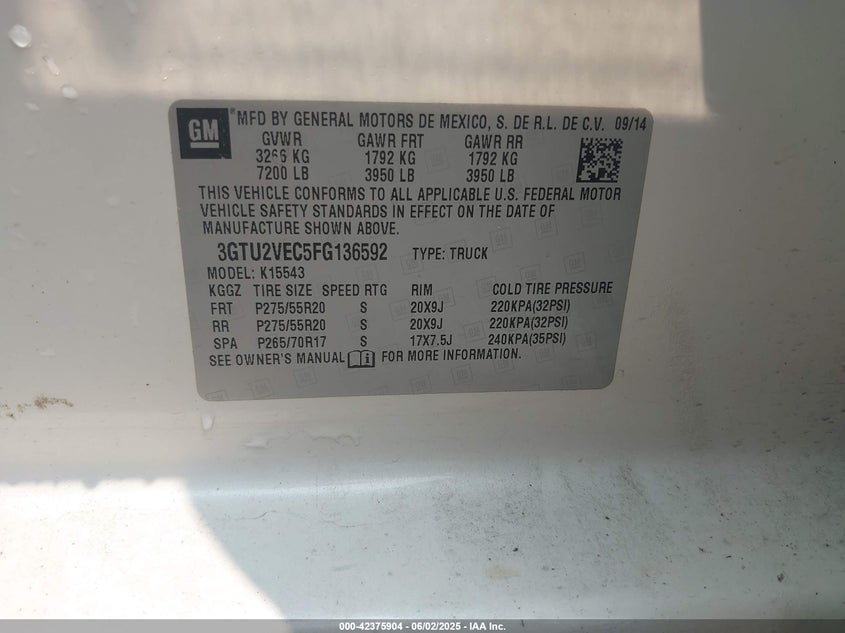 GM
MFD BY GENERAL MOTORS DE MEXICO, S. DE R.L. DE C.V. 09/14
GVWR GAWR FRT GAWR RR
3266 KG 1792 KG 1792 KG
7200 LB 3950 LB 3950 LB
THIS VEHICLE CONFORMS TO ALL APPLICABLE U.S. FEDERAL MOTOR
VEHICLE SAFETY STANDARDS IN EFFECT ON THE DATE OF
MANUFACTURE SHOWN ABOVE.
3GTU2VEC5FG136592 TYPE: TRUCK
MODEL: K15543
KGGZ TIRE SIZE SPEED RTG RIM COLD TIRE PRESSURE
FRT P275/55R20 S 20X9J 220KPA(32PSI)
RR P275/55R20 S 20X9J 220KPA(32PSI)
SPA P265/70R17 S 17X7.5J 240KPA(35PSI)
SEE OWNER'S MANUAL FOR MORE INFORMATION.
000-42375904 - 06/02/2025 - IAA Inc.